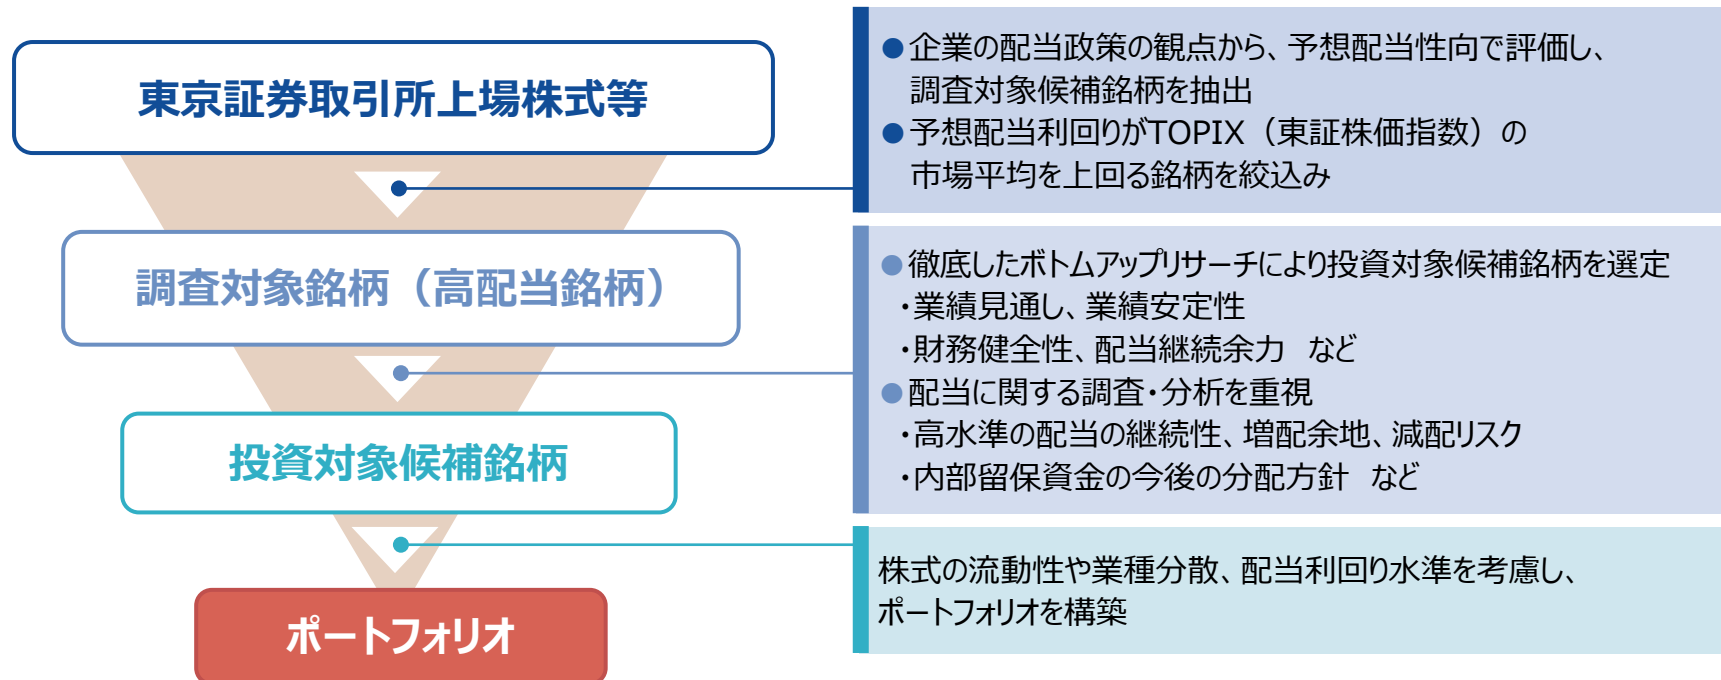 東京証券取引所上場株式等
●企業の配当政策の観点から、予想配当性向で評価し、
調査対象候補銘柄を抽出
●予想配当利回りがTOPIX（東証株価指数）の
市場平均を上回る銘柄を絞込み
調査対象銘柄（高配当銘柄）
●徹底したボトムアップリサーチにより投資対象候補銘柄を選定
・業績見通し、業績安定性
・財務健全性、配当継続余力　など
●配当に関する調査・分析を重視
・高水準の配当の継続性、増配余地、減配リスク
・内部留保資金の今後の分配方針　など
投資対象候補銘柄
株式の流動性や業種分散、配当利回り水準を考慮し、
ポートフォリオを構築
ポートフォリオ